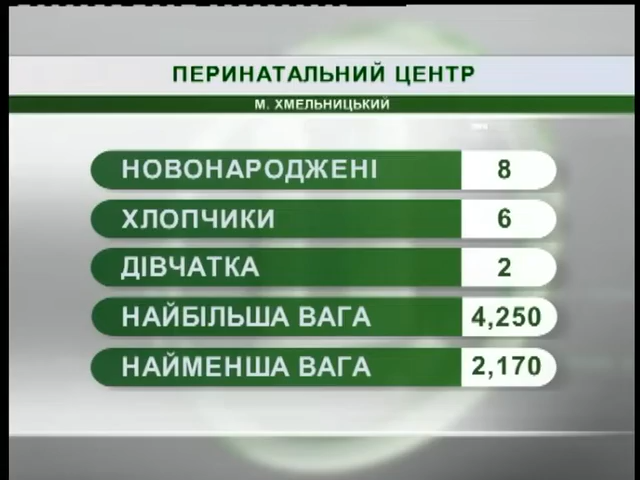 ПЕРИНАТАЛЬНИЙ ЦЕНТР
М. ХМЕЛЬНИЦЬКИЙ
НОВОНАРОДЖЕНІ 8
ХЛОПЧИКИ 6
ДІВЧАТКА 2
НАЙБІЛЬША ВАГА 4,250
НАЙМЕНША ВАГА 2,170